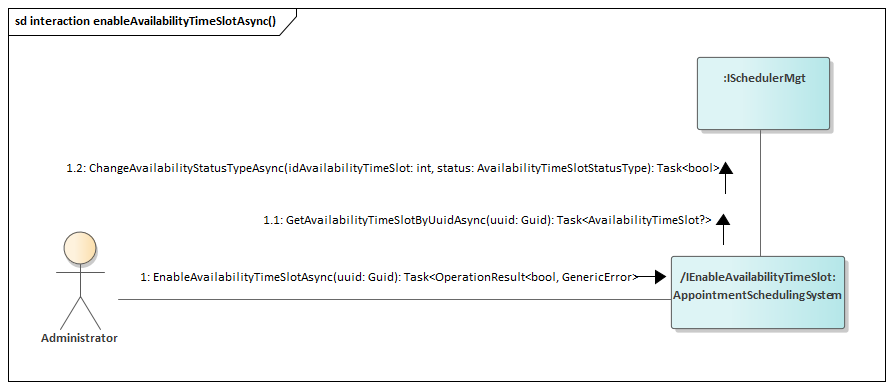 sd interaction enableAvailabilityTimeSlotAsync()
:ISchedulerMgt
1.2: ChangeAvailabilityStatusTypeAsync(idAvailabilityTimeSlot: int, status: AvailabilityTimeSlotStatusType): Task<bool>
1.1: GetAvailabilityTimeSlotByUuidAsync(uuid: Guid): Task<AvailabilityTimeSlot?>
1: EnableAvailabilityTimeSlotAsync(uuid: Guid): Task<OperationResult<bool, GenericError>
/IEnableAvailabilityTimeSlot:
AppointmentSchedulingSystem
Administrator